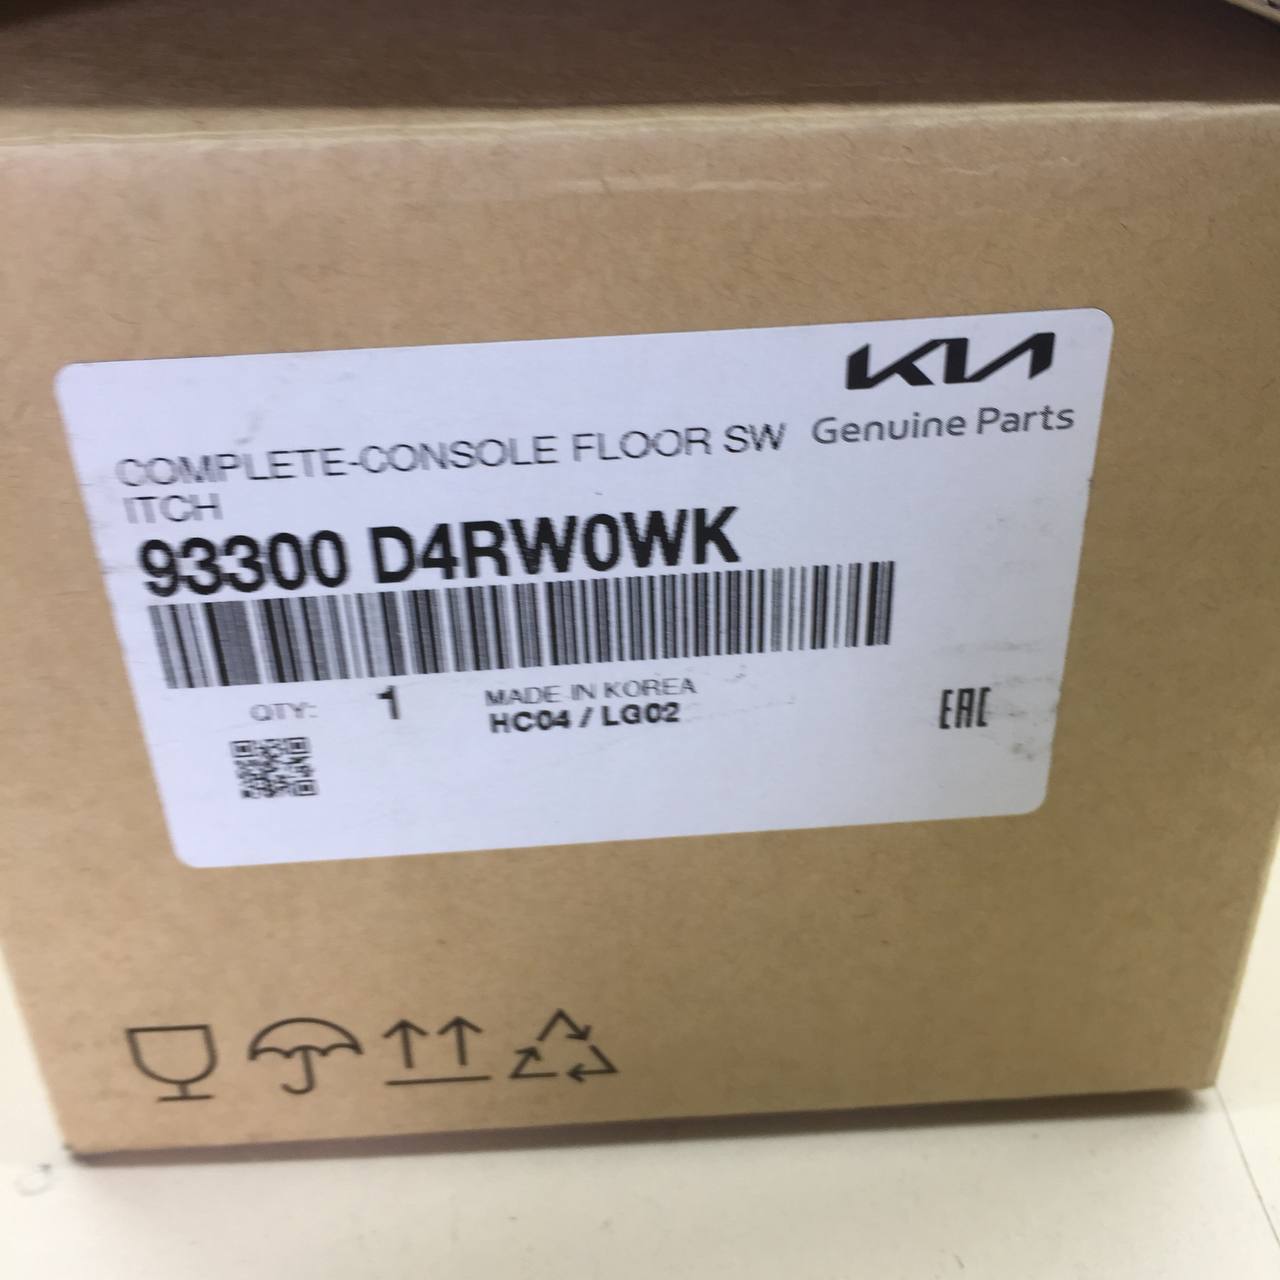 KIA
Genuine Parts
COMPLETE-CONSOLE FLOOR SW
ITCH
93300 D4RW0WK
QTY: 1
MADE IN KOREA
HC04 / LG02
EAC